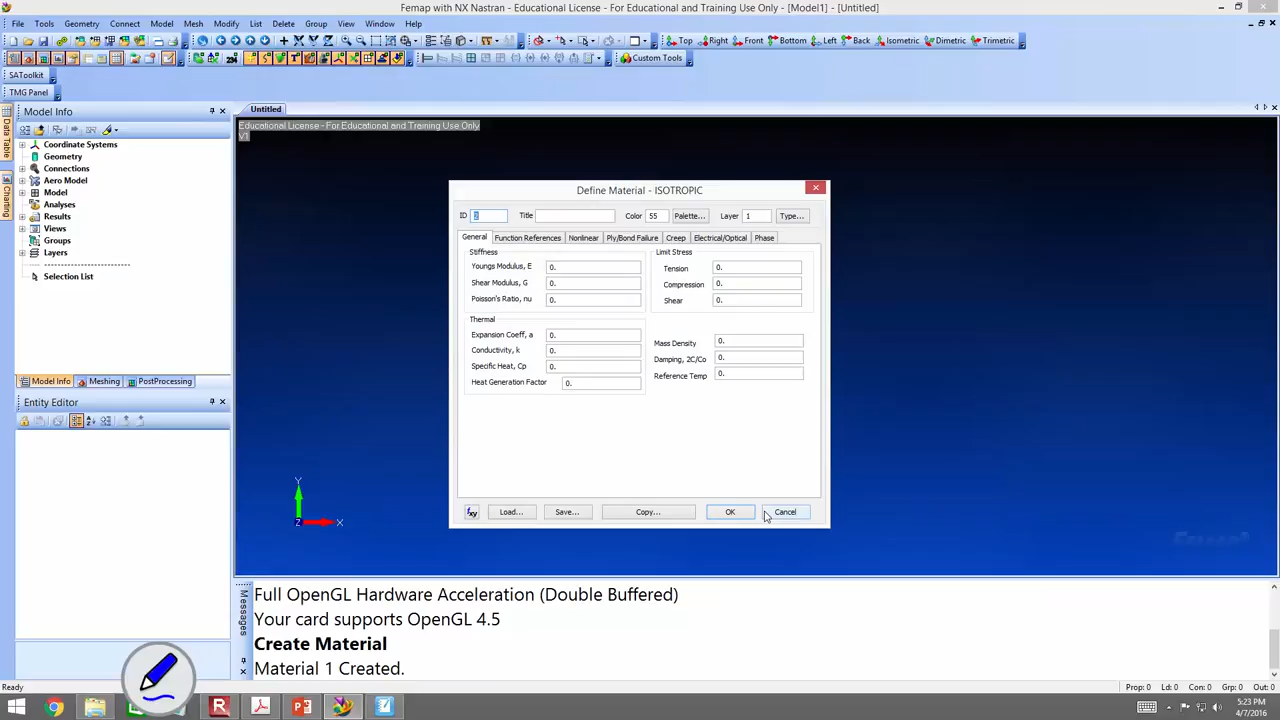 Femap with NX Nastran - Educational License - For Educational and Training Use Only - [Model1] - [Untitled]
File Tools Geometry Connect Model Mesh Modify List Delete Group View Window Help
Top Right Front Bottom Left Back Isometric Dimetric Trimetric
234 Custom Tools
SAToolkit
TMG Panel
Model Info
Untitled
Data Table
Charting
Educational License - For Educational and Training Use Only
V1
Coordinate Systems
Geometry
Connections
Aero Model
Model
Analyses
Results
Views
Groups
Layers
Selection List
Model Info Meshing PostProcessing
Entity Editor
Define Material - ISOTROPIC
ID 2 Title Color 55 Palette... Layer 1 Type...
General Function References Nonlinear Ply/Bond Failure Creep Electrical/Optical Phase
Stiffness
Youngs Modulus, E 0.
Shear Modulus, G 0.
Poisson's Ratio, nu 0.
Limit Stress
Tension 0.
Compression 0.
Shear 0.
Thermal
Expansion Coeff, a 0.
Conductivity, k 0.
Specific Heat, Cp 0.
Heat Generation Factor 0.
Mass Density 0.
Damping, 2C/Co 0.
Reference Temp 0.
fxy Load... Save... Copy... OK Cancel
Y
Z X
Femap
Messages
Full OpenGL Hardware Acceleration (Double Buffered)
Your card supports OpenGL 4.5
Create Material
Material 1 Created.
Ready
Prop: 0 Ld: 0 Con: 0 Grp: 0 Out: 0
5:23 PM
4/7/2016